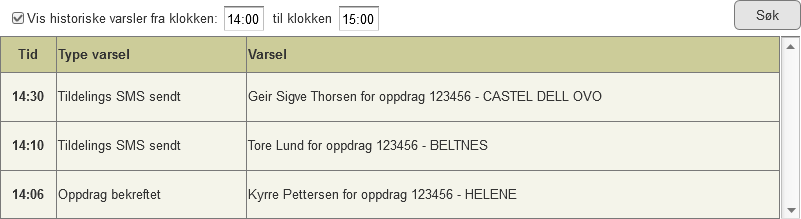 Vis historiske varsler fra klokken: 14:00 til klokken 15:00 Søk
Tid Type varsel Varsel
14:30 Tildelings SMS sendt Geir Sigve Thorsen for oppdrag 123456 - CASTEL DELL OVO
14:10 Tildelings SMS sendt Tore Lund for oppdrag 123456 - BELTNES
14:06 Oppdrag bekreftet Kyrre Pettersen for oppdrag 123456 - HELENE